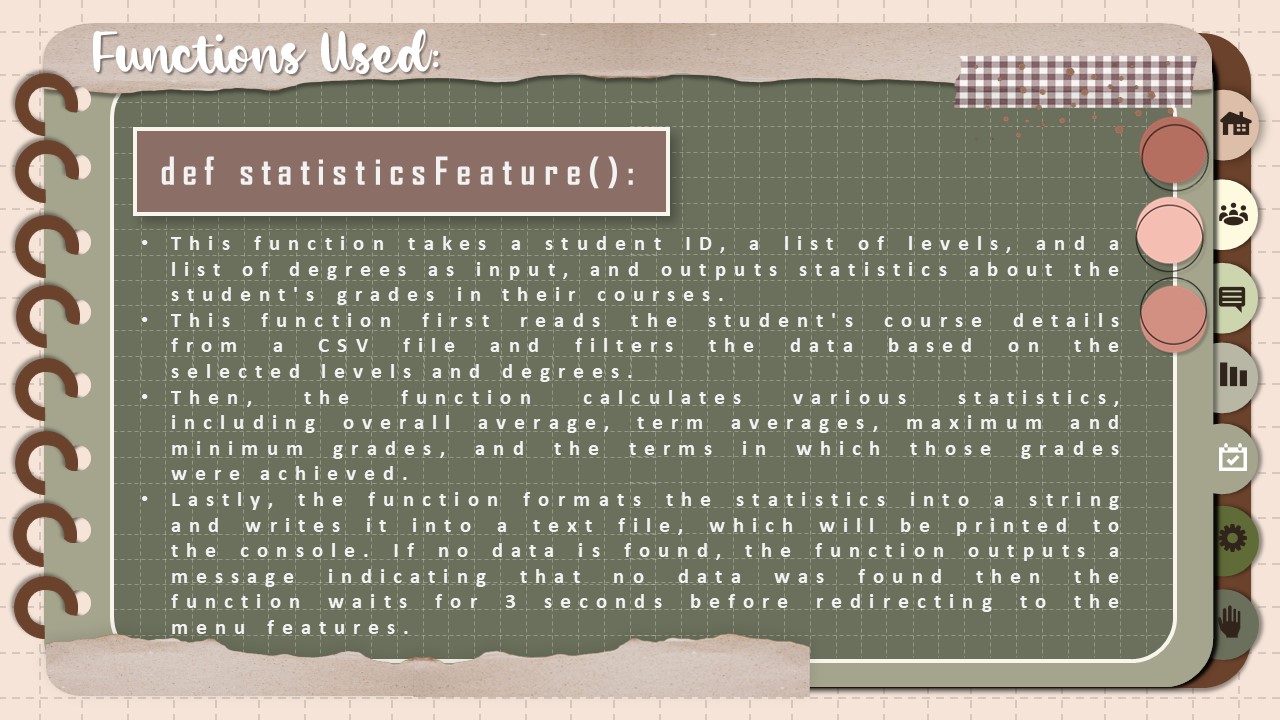 Functions Used:
def statisticsFeature():
• This function takes a student ID, a list of levels, and a
list of degrees as input, and outputs statistics about the
student's grades in their courses.
• This function first reads the student's course details
from a CSV file and filters the data based on the
selected levels and degrees.
• Then, the function calculates various statistics,
including overall average, term averages, maximum and
minimum grades, and the terms in which those grades
were achieved.
• Lastly, the function formats the statistics into a string
and writes it into a text file, which will be printed to
the console. If no data is found, the function outputs a
message indicating that no data was found then the
function waits for 3 seconds before redirecting to the
menu features.